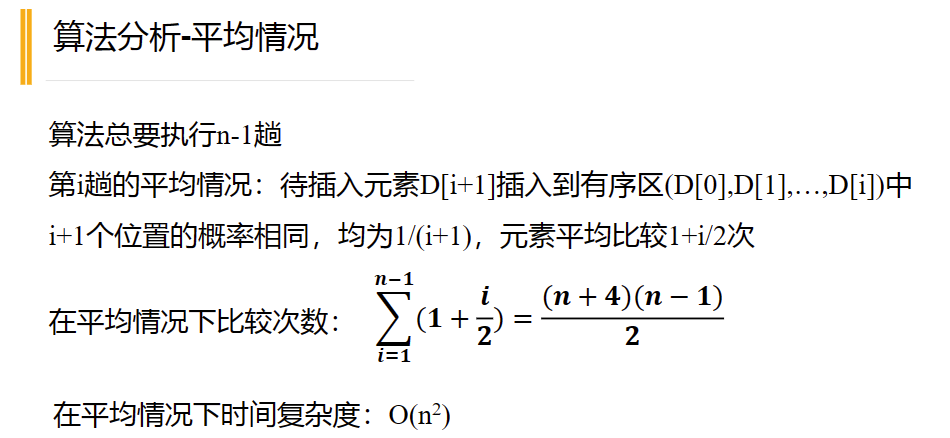 算法分析-平均情况
算法总要执行n-1趟
第i趟的平均情况：待插入元素D[i+1]插入到有序区(D[0],D[1],…,D[i])中
i+1个位置的概率相同，均为1/(i+1)，元素平均比较1+i/2次
在平均情况下比较次数： $\sum_{i=1}^{n-1}(1+\frac{i}{2})=\frac{(n+4)(n-1)}{2}$
在平均情况下时间复杂度：O(n²)